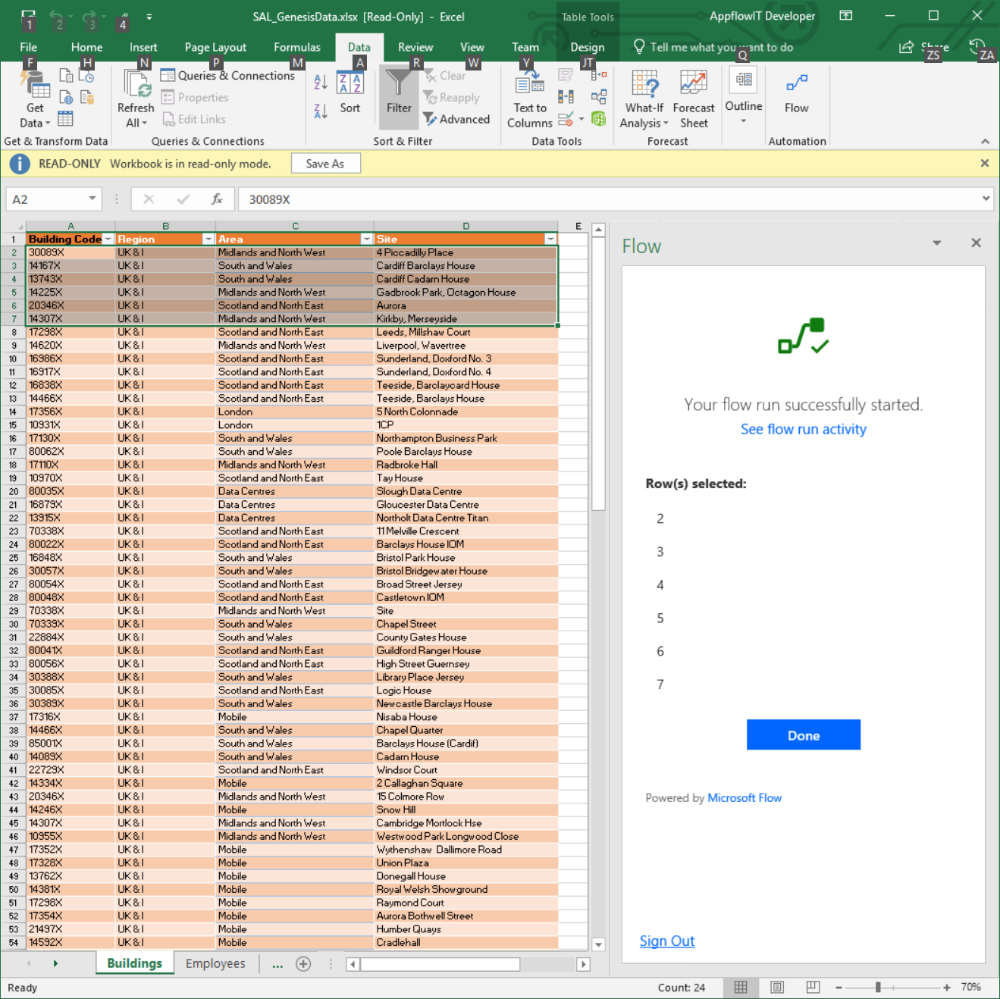 1 2 3 4 SAL_GenesisData.xlsx [Read-Only] - Excel Table Tools AppflowIT Developer
File Home Insert Page Layout Formulas Data Review View Team Design Tell me what you want to do Share
F H N P M A R W Y JT Q ZS ZA
Get Data Refresh All Queries & Connections Properties Edit Links Sort Filter Clear Reapply Advanced Text to Columns What-If Analysis Forecast Sheet Outline Flow
Get & Transform Data Queries & Connections Sort & Filter Data Tools Forecast Automation
READ-ONLY Workbook is in read-only mode. Save As
A2 fx 30089X
A B C D E
1 Building Code Region Area Site
2 30089X UK & I Midlands and North West 4 Piccadilly Place
3 14167X UK & I South and Wales Cardiff Barclays House
4 13743X UK & I South and Wales Cardiff Cadarn House
5 14225X UK & I Midlands and North West Gadbrook Park, Octagon House
6 20346X UK & I Scotland and North East Aurora
7 14307X UK & I Midlands and North West Kirkby, Merseyside
8 17298X UK & I Scotland and North East Leeds, Millshaw Court
9 14620X UK & I Midlands and North West Liverpool, Wavertree
10 16986X UK & I Scotland and North East Sunderland, Doxford No. 3
11 16917X UK & I Scotland and North East Sunderland, Doxford No. 4
12 16838X UK & I Scotland and North East Teeside, Barclaycard House
13 14466X UK & I Scotland and North East Teeside, Barclays House
14 17356X UK & I London 5 North Colonnade
15 10931X UK & I London 1CP
16 17130X UK & I South and Wales Northampton Business Park
17 80062X UK & I South and Wales Poole Barclays House
18 17110X UK & I Midlands and North West Radbroke Hall
19 10970X UK & I Scotland and North East Tay House
20 80035X UK & I Data Centres Slough Data Centre
21 16879X UK & I Data Centres Gloucester Data Centre
22 13915X UK & I Data Centres Northolt Data Centre Titan
23 70338X UK & I Scotland and North East 11 Melville Crescent
24 80022X UK & I Scotland and North East Barclays House IOM
25 16848X UK & I South and Wales Bristol Park House
26 30057X UK & I South and Wales Bristol Bridgewater House
27 80054X UK & I Scotland and North East Broad Street Jersey
28 80048X UK & I Scotland and North East Castletown IOM
29 70338X UK & I Midlands and North West Site
30 70339X UK & I South and Wales Chapel Street
31 22884X UK & I South and Wales County Gates House
32 80041X UK & I Scotland and North East Guildford Ranger House
33 80056X UK & I Scotland and North East High Street Guernsey
34 30388X UK & I South and Wales Library Place Jersey
35 30085X UK & I Scotland and North East Logic House
36 30389X UK & I South and Wales Newcastle Barclays House
37 17316X UK & I Mobile Nisaba House
38 14466X UK & I South and Wales Chapel Quarter
39 85001X UK & I South and Wales Barclays House (Cardif)
40 14089X UK & I South and Wales Cadarn House
41 22729X UK & I Scotland and North East Windsor Court
42 14334X UK & I Mobile 2 Callaghan Square
43 20346X UK & I Midlands and North West 15 Colmore Row
44 14246X UK & I Mobile Snow Hill
45 14307X UK & I Midlands and North West Cambridge Mortlock Hse
46 10955X UK & I Midlands and North West Westwood Park Longwood Close
47 17352X UK & I Mobile Wythenshaw Dallimore Road
48 17328X UK & I Mobile Union Plaza
49 13762X UK & I Mobile Donegall House
50 14381X UK & I Mobile Royal Welsh Showground
51 17298X UK & I Mobile Raymond Court
52 17354X UK & I Mobile Aurora Bothwell Street
53 21497X UK & I Mobile Humber Quays
54 14592X UK & I Mobile Cradlehall
Flow
Your flow run successfully started.
See flow run activity
Row(s) selected:
2
3
4
5
6
7
Done
Powered by Microsoft Flow
Sign Out
Buildings Employees ...
Ready Count: 24 70%